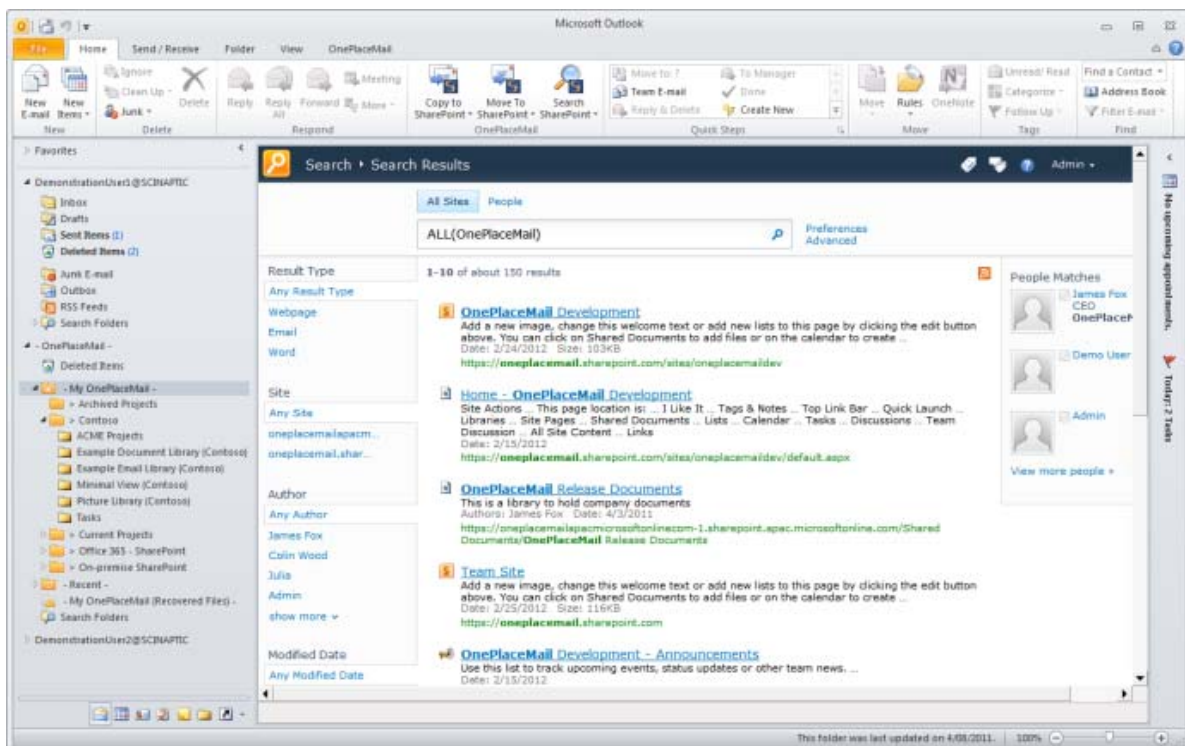 Microsoft Outlook
File Home Send / Receive Folder View OnePlaceMail
New E-mail
New Items
Ignore
Clean Up
Junk
Delete
Reply
Reply All
Forward
Meeting
More
Copy to SharePoint
Move To SharePoint
Search SharePoint
Move to: ?
Team E-mail
Reply & Delete
To Manager
Done
Create New
Move
Rules
OneNote
Unread/ Read
Categorize
Follow Up
Find a Contact
Address Book
Filter E-mail
New Delete Respond OnePlaceMail Quick Steps Move Tags Find
Favorites
DemonstrationUser1@SCINAPTIC
Inbox
Drafts
Sent Items (1)
Deleted Items (2)
Junk E-mail
Outbox
RSS Feeds
Search Folders
- OnePlaceMail -
Deleted Items
- My OnePlaceMail -
> Archived Projects
> Contoso
ACME Projects
Example Document Library (Contoso)
Example Email Library (Contoso)
Minimal View (Contoso)
Picture Library (Contoso)
Tasks
> Current Projects
> Office 365 - SharePoint
> On-premise SharePoint
- Recent -
- My OnePlaceMail (Recovered Files) -
Search Folders
DemonstrationUser2@SCINAPTIC
Search Search Results
Admin
All Sites People
ALL(OnePlaceMail)
Preferences
Advanced
Result Type
Any Result Type
Webpage
Email
Word
Site
Any Site
oneplacemailapacm...
oneplacemail.shar...
Author
Any Author
James Fox
Colin Wood
Julia
Admin
show more
Modified Date
Any Modified Date
1-10 of about 150 results
OnePlaceMail Development
Add a new image, change this welcome text or add new lists to this page by clicking the edit button
above. You can click on Shared Documents to add files or on the calendar to create ...
Date: 2/24/2012 Size: 103KB
https://oneplacemail.sharepoint.com/sites/oneplacemaildev
Home - OnePlaceMail Development
Site Actions ... This page location is: ... I Like It ... Tags & Notes ... Top Link Bar ... Quick Launch ...
Libraries ... Site Pages ... Shared Documents ... Lists ... Calendar ... Tasks ... Discussions ... Team
Discussion ... All Site Content ... Links
Date: 2/15/2012
https://oneplacemail.sharepoint.com/sites/oneplacemaildev/default.aspx
OnePlaceMail Release Documents
This is a library to hold company documents
Authors: James Fox Date: 4/3/2011
https://oneplacemailapacmicrosoftonlinecom-1.sharepoint.apac.microsoftonline.com/Shared
Documents/OnePlaceMail Release Documents
Team Site
Add a new image, change this welcome text or add new lists to this page by clicking the edit button
above. You can click on Shared Documents to add files or on the calendar to create ...
Date: 2/25/2012 Size: 116KB
https://oneplacemail.sharepoint.com
OnePlaceMail Development - Announcements
Use this list to track upcoming events, status updates or other team news. ...
Date: 2/15/2012
People Matches
James Fox
CEO
OnePlaceM
Demo User
Admin
View more people »
No upcoming appointments.
Today: 2 Tasks
This folder was last updated on 4/08/2011.
100%